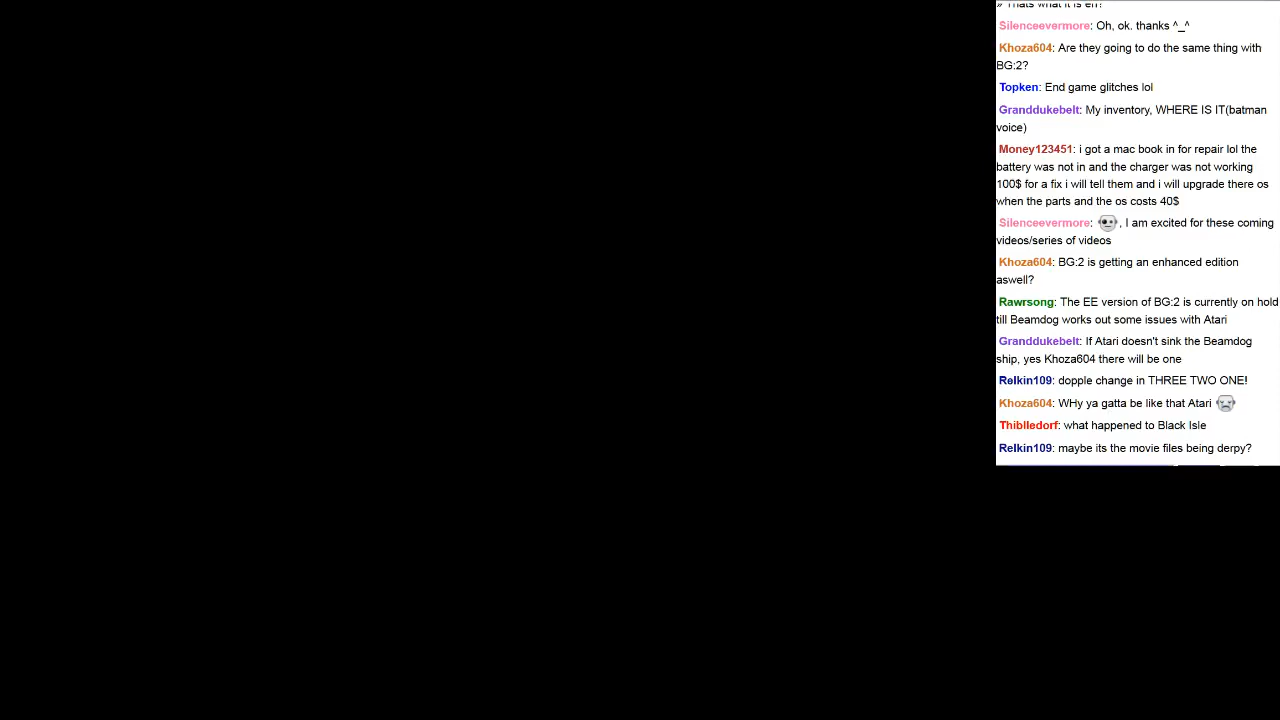 » Thats what it is eh?
Silenceevermore: Oh, ok. thanks ^_^
Khoza604: Are they going to do the same thing with
BG:2?
Topken: End game glitches lol
Granddukebelt: My inventory, WHERE IS IT(batman
voice)
Money123451: i got a mac book in for repair lol the
battery was not in and the charger was not working
100$ for a fix i will tell them and i will upgrade there os
when the parts and the os costs 40$
Silenceevermore: , I am excited for these coming
videos/series of videos
Khoza604: BG:2 is getting an enhanced edition
aswell?
Rawrsong: The EE version of BG:2 is currently on hold
till Beamdog works out some issues with Atari
Granddukebelt: If Atari doesn't sink the Beamdog
ship, yes Khoza604 there will be one
Relkin109: dopple change in THREE TWO ONE!
Khoza604: WHy ya gatta be like that Atari
Thiblledorf: what happened to Black Isle
Relkin109: maybe its the movie files being derpy?